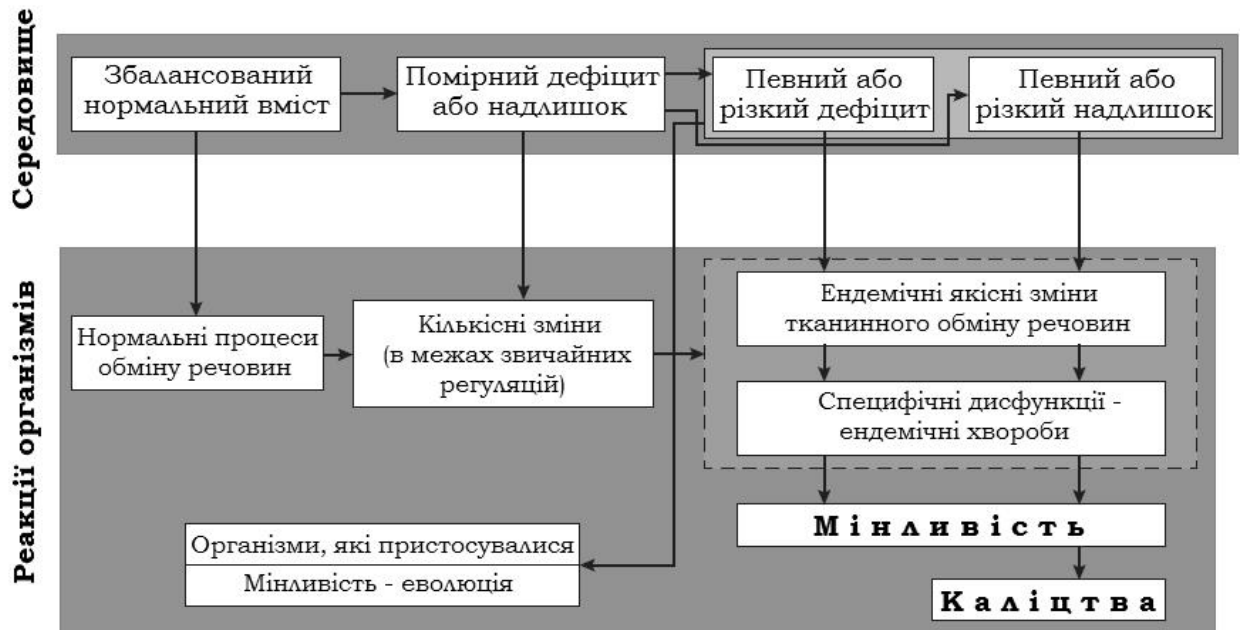 Середовище
Збалансований
нормальний вміст
Помірний дефіцит
або надлишок
Певний або
різкий дефіцит
Певний або
різкий надлишок
Реакції організмів
Нормальні процеси
обміну речовин
Кількісні зміни
(в межах звичайних
регуляцій)
Ендемічні якісні зміни
тканинного обміну речовин
Специфічні дисфункції -
ендемічні хвороби
Організми, які пристосувалися
Мінливість - еволюція
Мінливість
Каліцтва